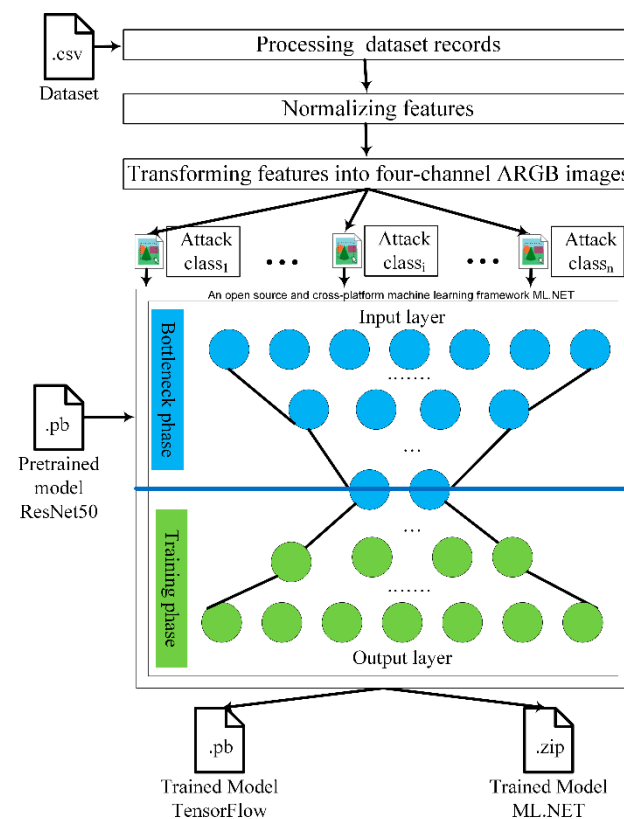 .csv
Dataset
Processing dataset records
Normalizing features
Transforming features into four-channel ARGB images
Attack
class1
...
Attack
classi
...
Attack
classn
An open source and cross-platform machine learning framework ML.NET
Input layer
Bottleneck phase
.......
...
.pb
Pretrained
model
ResNet50
Training phase
...
.......
Output layer
.pb
Trained Model
TensorFlow
.zip
Trained Model
ML.NET